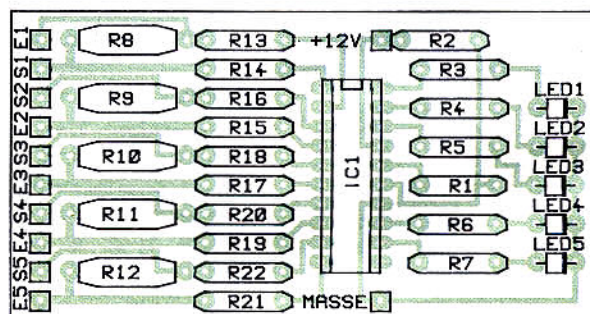 E1 R8 R13 +12V R2
S1 R14 R3
S2 R9 R16 R4 LED1
E2 R15 R5 LED2
S3 R10 R18 IC1 LED3
E3 R17 R1
S4 R11 R20 R6 LED4
E4 R19 LED5
S5 R12 R22 R7
E5 R21 MASSE